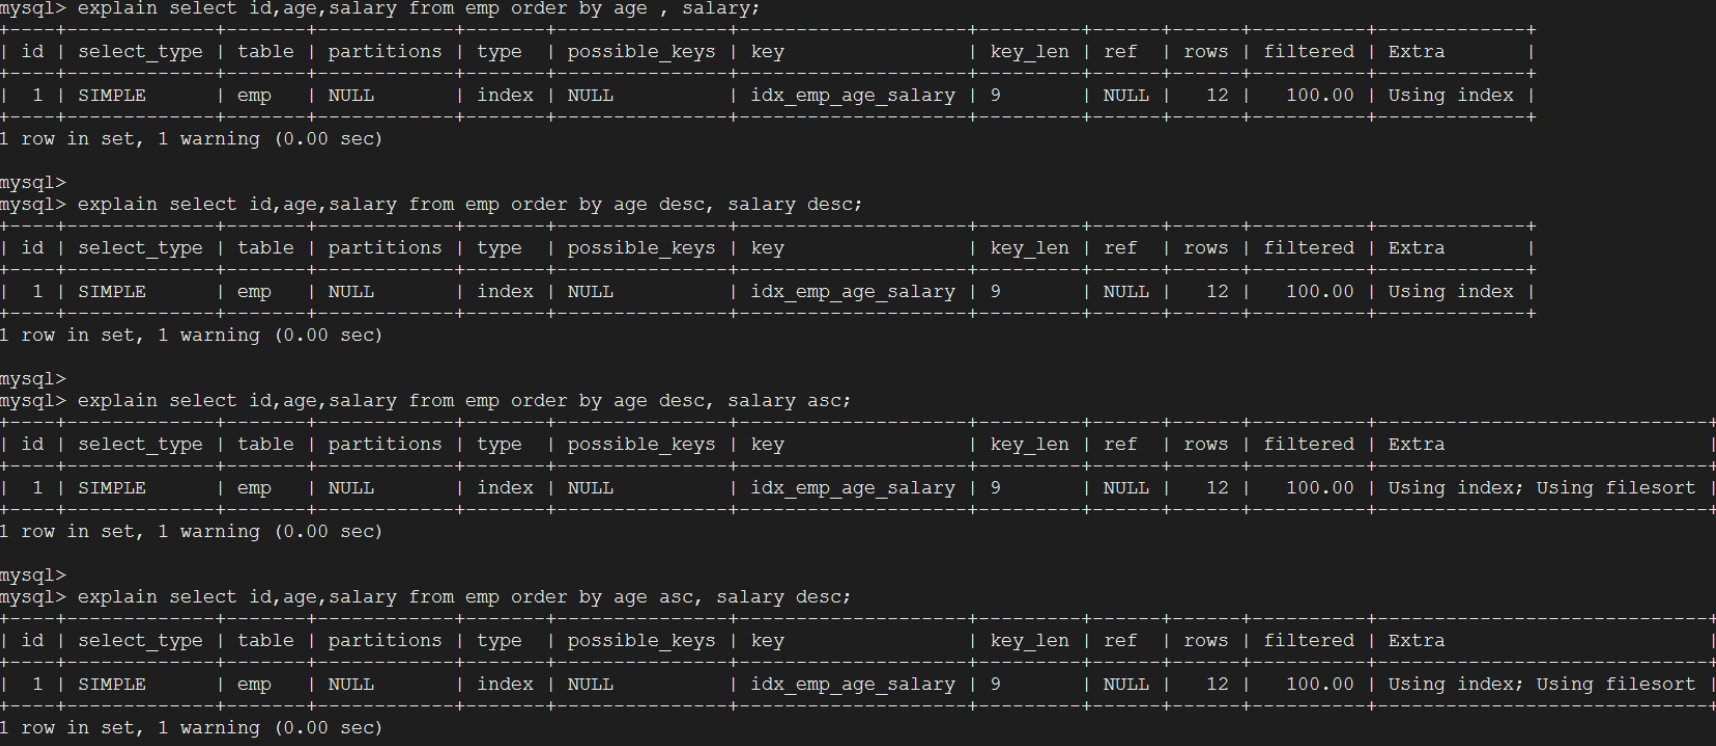 mysql> explain select id,age,salary from emp order by age , salary;
+----+-------------+-------+------------+-------+---------------+--------------------+---------+------+------+----------+-------------+
| id | select_type | table | partitions | type  | possible_keys | key                | key_len | ref  | rows | filtered | Extra       |
+----+-------------+-------+------------+-------+---------------+--------------------+---------+------+------+----------+-------------+
|  1 | SIMPLE      | emp   | NULL       | index | NULL          | idx_emp_age_salary | 9       | NULL |   12 |   100.00 | Using index |
+----+-------------+-------+------------+-------+---------------+--------------------+---------+------+------+----------+-------------+
1 row in set, 1 warning (0.00 sec)
mysql>
mysql> explain select id,age,salary from emp order by age desc, salary desc;
+----+-------------+-------+------------+-------+---------------+--------------------+---------+------+------+----------+-------------+
| id | select_type | table | partitions | type  | possible_keys | key                | key_len | ref  | rows | filtered | Extra       |
+----+-------------+-------+------------+-------+---------------+--------------------+---------+------+------+----------+-------------+
|  1 | SIMPLE      | emp   | NULL       | index | NULL          | idx_emp_age_salary | 9       | NULL |   12 |   100.00 | Using index |
+----+-------------+-------+------------+-------+---------------+--------------------+---------+------+------+----------+-------------+
1 row in set, 1 warning (0.00 sec)
mysql>
mysql> explain select id,age,salary from emp order by age desc, salary asc;
+----+-------------+-------+------------+-------+---------------+--------------------+---------+------+------+----------+-----------------------------+
| id | select_type | table | partitions | type  | possible_keys | key                | key_len | ref  | rows | filtered | Extra                       |
+----+-------------+-------+------------+-------+---------------+--------------------+---------+------+------+----------+-----------------------------+
|  1 | SIMPLE      | emp   | NULL       | index | NULL          | idx_emp_age_salary | 9       | NULL |   12 |   100.00 | Using index; Using filesort |
+----+-------------+-------+------------+-------+---------------+--------------------+---------+------+------+----------+-----------------------------+
1 row in set, 1 warning (0.00 sec)
mysql>
mysql> explain select id,age,salary from emp order by age asc, salary desc;
+----+-------------+-------+------------+-------+---------------+--------------------+---------+------+------+----------+-----------------------------+
| id | select_type | table | partitions | type  | possible_keys | key                | key_len | ref  | rows | filtered | Extra                       |
+----+-------------+-------+------------+-------+---------------+--------------------+---------+------+------+----------+-----------------------------+
|  1 | SIMPLE      | emp   | NULL       | index | NULL          | idx_emp_age_salary | 9       | NULL |   12 |   100.00 | Using index; Using filesort |
+----+-------------+-------+------------+-------+---------------+--------------------+---------+------+------+----------+-----------------------------+
1 row in set, 1 warning (0.00 sec)